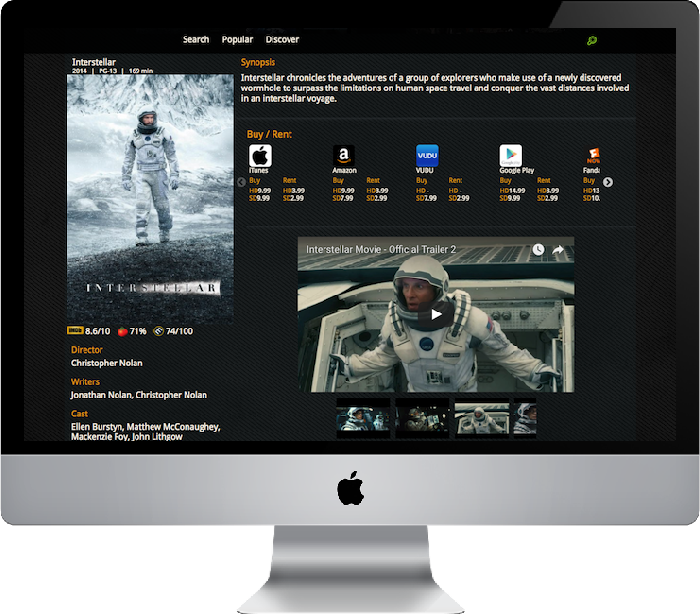 Search Popular Discover
Interstellar
2014 | PG-13 | 169 min
INTERSTELLAR
IMDb 8.6/10 71% 74/100
Director
Christopher Nolan
Writers
Jonathan Nolan, Christopher Nolan
Cast
Ellen Burstyn, Matthew McConaughey,
Mackenzie Foy, John Lithgow
Synopsis
Interstellar chronicles the adventures of a group of explorers who make use of a newly discovered
wormhole to surpass the limitations on human space travel and conquer the vast distances involved
in an interstellar voyage.
Buy / Rent
iTunes
Buy Rent
HD9.99 HD3.99
SD9.99 SD2.99
a
Amazon
Buy Rent
HD9.99 HD3.99
SD7.99 SD2.99
VUDU
VUDU
Buy Rent
HD - HD -
SD7.99 SD2.99
Google Play
Buy Rent
HD14.99 HD3.99
SD9.99 SD2.99
NOW
Fanda
Buy
HD13
SD10.
Interstellar Movie - Official Trailer 2